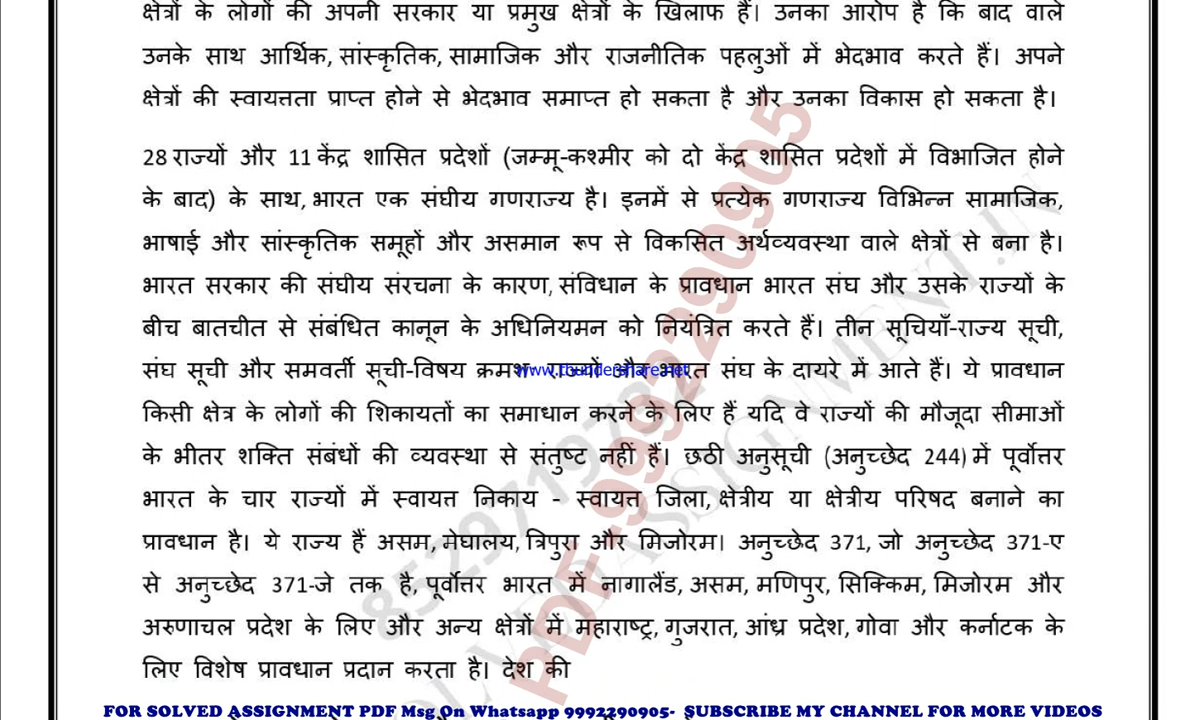 क्षेत्रों के लोगों की अपनी सरकार या प्रमुख क्षेत्रों के खिलाफ हैं। उनका आरोप है कि बाद वाले
उनके साथ आर्थिक, सांस्कृतिक, सामाजिक और राजनीतिक पहलुओं में भेदभाव करते हैं। अपने
क्षेत्रों की स्वायत्तता प्राप्त होने से भेदभाव समाप्त हो सकता है और उनका विकास हो सकता है।
28 राज्यों और 11 केंद्र शासित प्रदेशों (जम्मू-कश्मीर को दो केंद्र शासित प्रदेशों में विभाजित होने
के बाद) के साथ, भारत एक संघीय गणराज्य है। इनमें से प्रत्येक गणराज्य विभिन्न सामाजिक,
भाषाई और सांस्कृतिक समूहों और असमान रूप से विकसित अर्थव्यवस्था वाले क्षेत्रों से बना है।
भारत सरकार की संघीय संरचना के कारण, संविधान के प्रावधान भारत संघ और उसके राज्यों के
बीच बातचीत से संबंधित कानून के अधिनियमन को नियंत्रित करते हैं। तीन सूचियाँ-राज्य सूची,
संघ सूची और समवर्ती सूची-विषय क्रमशः राज्यों और भारत संघ के दायरे में आते हैं। ये प्रावधान
www.thundershare.net
किसी क्षेत्र के लोगों की शिकायतों का समाधान करने के लिए हैं यदि वे राज्यों की मौजूदा सीमाओं
के भीतर शक्ति संबंधों की व्यवस्था से संतुष्ट नहीं हैं। छठी अनुसूची (अनुच्छेद 244) में पूर्वोत्तर
भारत के चार राज्यों में स्वायत्त निकाय - स्वायत्त जिला, क्षेत्रीय या क्षेत्रीय परिषद बनाने का
प्रावधान है। ये राज्य हैं असम, मेघालय, त्रिपुरा और मिजोरम। अनुच्छेद 371, जो अनुच्छेद 371-ए
से अनुच्छेद 371-जे तक है, पूर्वोत्तर भारत में नागालैंड, असम, मणिपुर, सिक्किम, मिजोरम और
अरुणाचल प्रदेश के लिए और अन्य क्षेत्रों में महाराष्ट्र, गुजरात, आंध्र प्रदेश, गोवा और कर्नाटक के
लिए विशेष प्रावधान प्रदान करता है। देश की
PDF-9992290905
FOR SOLVED ASSIGNMENT PDF Msg On Whatsapp 9992290905- SUBSCRIBE MY CHANNEL FOR MORE VIDEOS